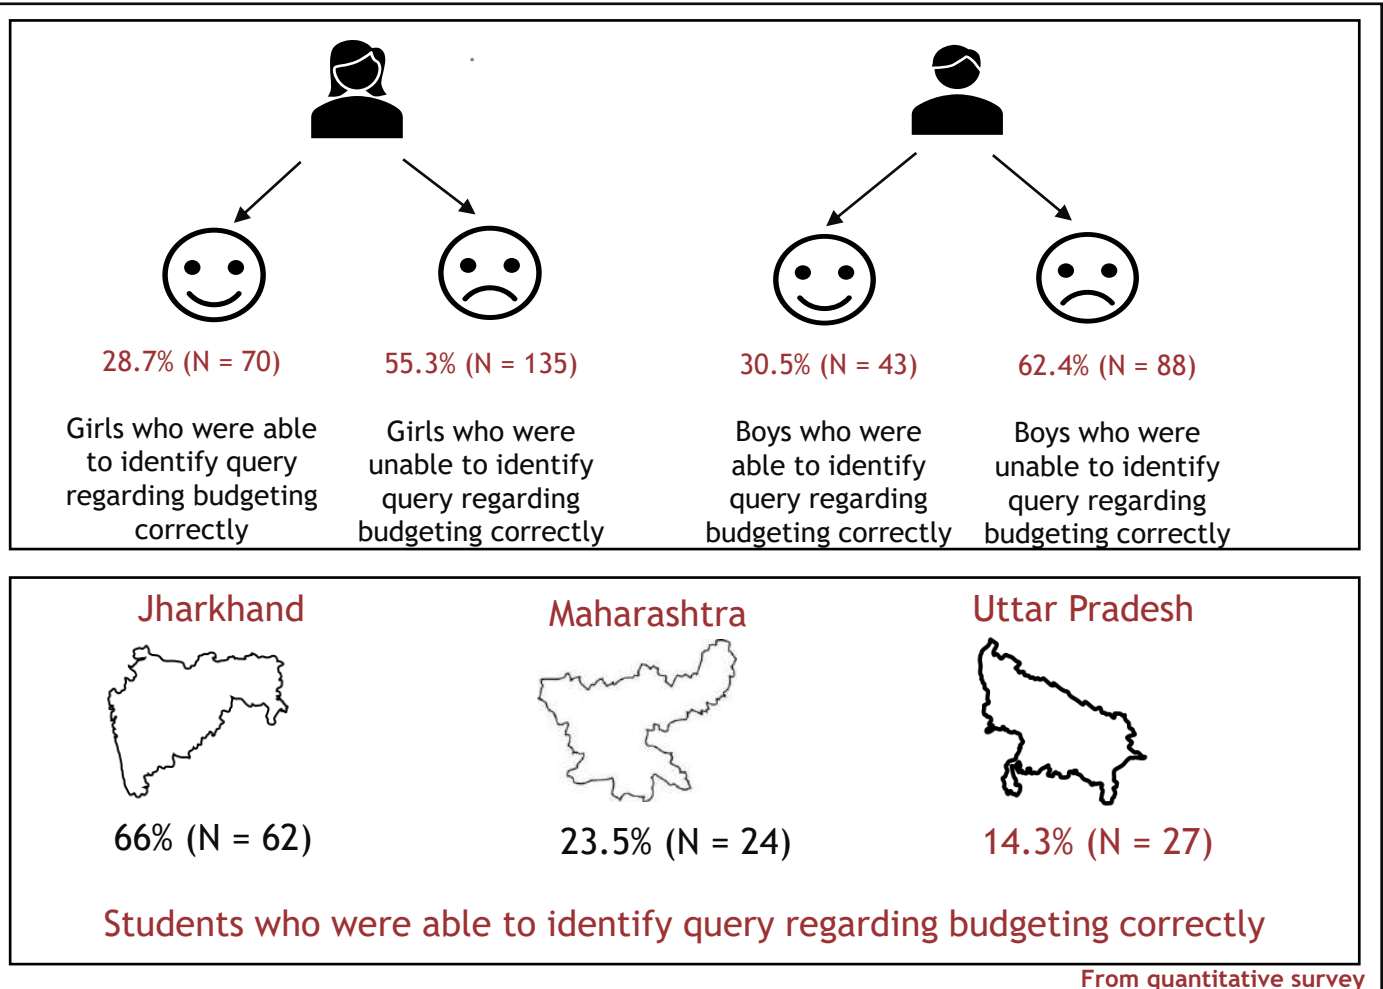 28.7% (N = 70)
55.3% (N = 135)
30.5% (N = 43)
62.4% (N = 88)
Girls who were able
to identify query
regarding budgeting
correctly
Girls who were
unable to identify
query regarding
budgeting correctly
Boys who were
able to identify
query regarding
budgeting correctly
Boys who were
unable to identify
query regarding
budgeting correctly
Jharkhand
Maharashtra
Uttar Pradesh
66% (N = 62)
23.5% (N = 24)
14.3% (N = 27)
Students who were able to identify query regarding budgeting correctly
From quantitative survey